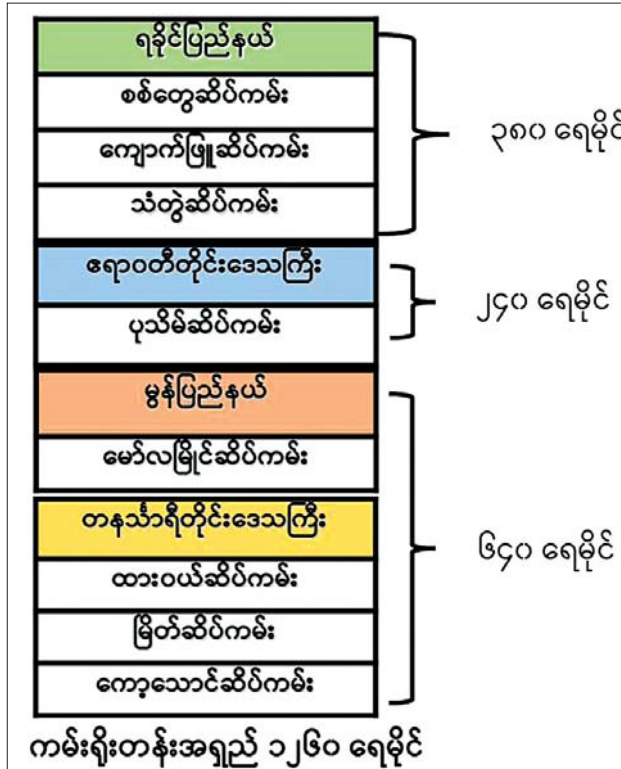 ရခိုင်ပြည်နယ်
စစ်တွေဆိပ်ကမ်း
ကျောက်ဖြူဆိပ်ကမ်း
သံတွဲဆိပ်ကမ်း
၃၈၀ ရေမိုင်
ဧရာဝတီတိုင်းဒေသကြီး
ပုသိမ်ဆိပ်ကမ်း
၂၄၀ ရေမိုင်
မွန်ပြည်နယ်
မော်လမြိုင်ဆိပ်ကမ်း
တနင်္သာရီတိုင်းဒေသကြီး
ထားဝယ်ဆိပ်ကမ်း
မြိတ်ဆိပ်ကမ်း
ကော့သောင်ဆိပ်ကမ်း
၆၄၀ ရေမိုင်
ကမ်းရိုးတန်းအရှည် ၁၂၆၀ ရေမိုင်